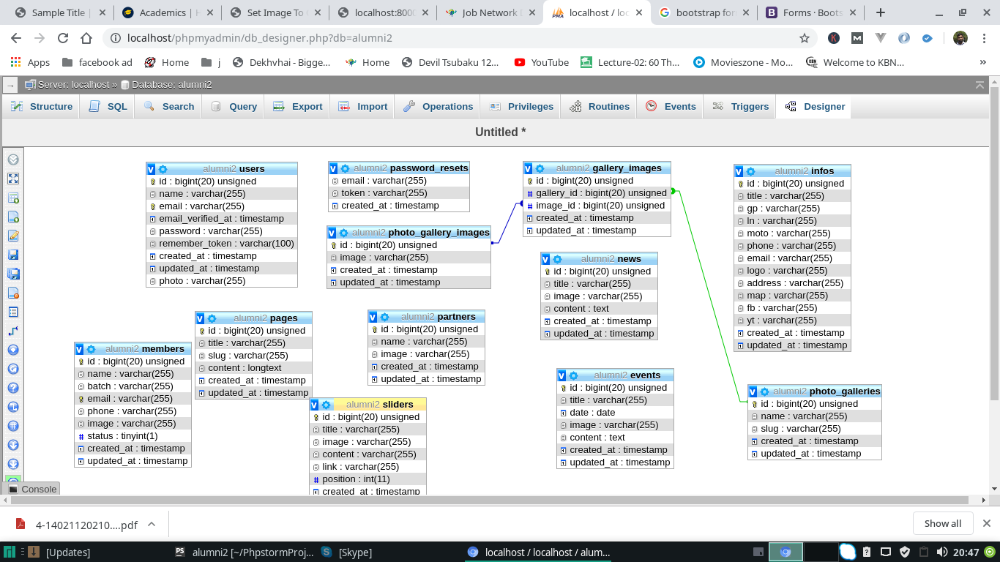 Sample Title
Academics | H
Set Image To
localhost:8000
Job Network D
localhost / loc
bootstrap for
Forms · Boots
localhost/phpmyadmin/db_designer.php?db=alumni2
Apps
facebook ad
Home
j
Dekhvhai - Bigge...
Home
Devil Tsubaku 12...
YouTube
Lecture-02: 60 Th...
Movieszone - Mo...
Welcome to KBN...
Server: localhost » Database: alumni2
Structure
SQL
Search
Query
Export
Import
Operations
Privileges
Routines
Events
Triggers
Designer
Untitled *
alumni2 users
id : bigint(20) unsigned
name : varchar(255)
email : varchar(255)
email_verified_at : timestamp
password : varchar(255)
remember_token : varchar(100)
created_at : timestamp
updated_at : timestamp
photo : varchar(255)
alumni2 password_resets
email : varchar(255)
token : varchar(255)
created_at : timestamp
alumni2 photo_gallery_images
id : bigint(20) unsigned
image : varchar(255)
created_at : timestamp
updated_at : timestamp
alumni2 gallery_images
id : bigint(20) unsigned
gallery_id : bigint(20) unsigned
image_id : bigint(20) unsigned
created_at : timestamp
updated_at : timestamp
alumni2 infos
id : bigint(20) unsigned
title : varchar(255)
gp : varchar(255)
ln : varchar(255)
moto : varchar(255)
phone : varchar(255)
email : varchar(255)
logo : varchar(255)
address : varchar(255)
map : varchar(255)
fb : varchar(255)
yt : varchar(255)
created_at : timestamp
updated_at : timestamp
alumni2 news
id : bigint(20) unsigned
title : varchar(255)
image : varchar(255)
content : text
created_at : timestamp
updated_at : timestamp
alumni2 pages
id : bigint(20) unsigned
title : varchar(255)
slug : varchar(255)
content : longtext
created_at : timestamp
updated_at : timestamp
alumni2 partners
id : bigint(20) unsigned
name : varchar(255)
image : varchar(255)
created_at : timestamp
updated_at : timestamp
alumni2 members
id : bigint(20) unsigned
name : varchar(255)
batch : varchar(255)
email : varchar(255)
phone : varchar(255)
image : varchar(255)
status : tinyint(1)
created_at : timestamp
updated_at : timestamp
alumni2 events
id : bigint(20) unsigned
title : varchar(255)
date : date
image : varchar(255)
content : text
created_at : timestamp
updated_at : timestamp
alumni2 photo_galleries
id : bigint(20) unsigned
name : varchar(255)
slug : varchar(255)
created_at : timestamp
updated_at : timestamp
alumni2 sliders
id : bigint(20) unsigned
title : varchar(255)
image : varchar(255)
content : varchar(255)
link : varchar(255)
position : int(11)
created_at : timestamp
Console
4-14021120210....pdf
Show all
[Updates]
alumni2 [~/PhpstormProj...
[Skype]
localhost / localhost / alum...
20:47